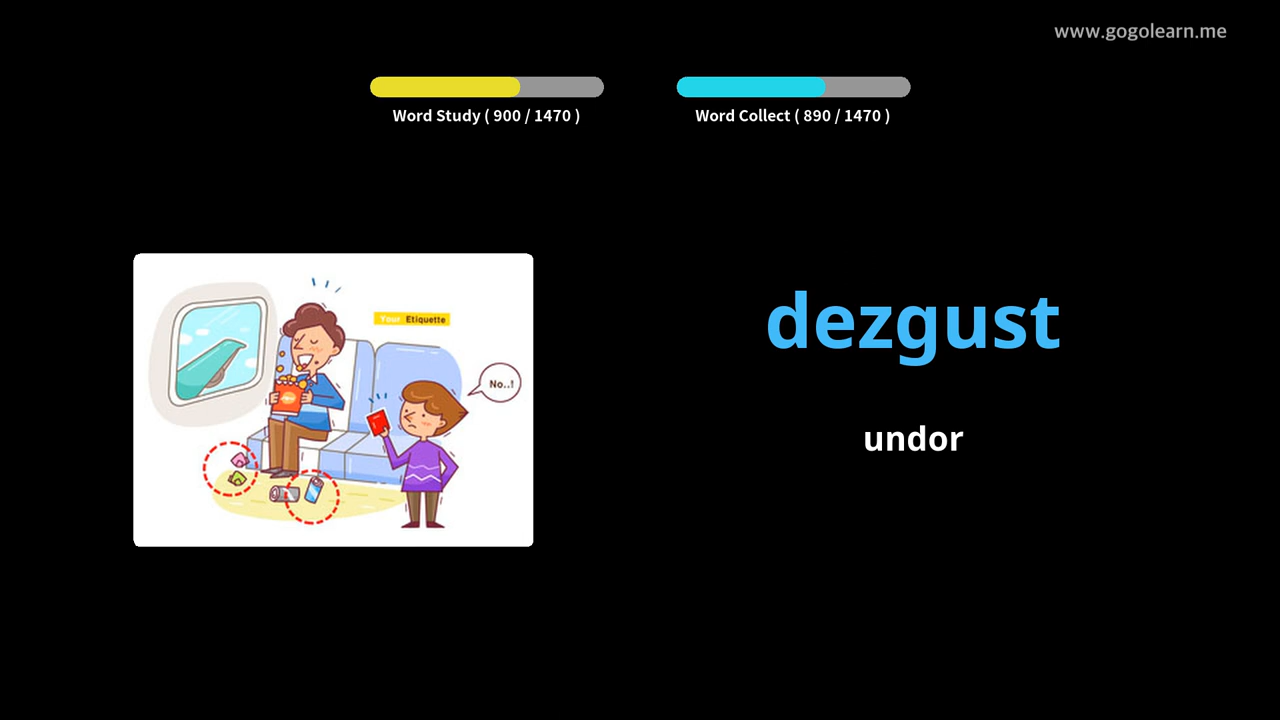 www.gogolearn.me
Word Study ( 900 / 1470 )
Word Collect ( 890 / 1470 )
Your Etiquette
No..!
dezgust
undor